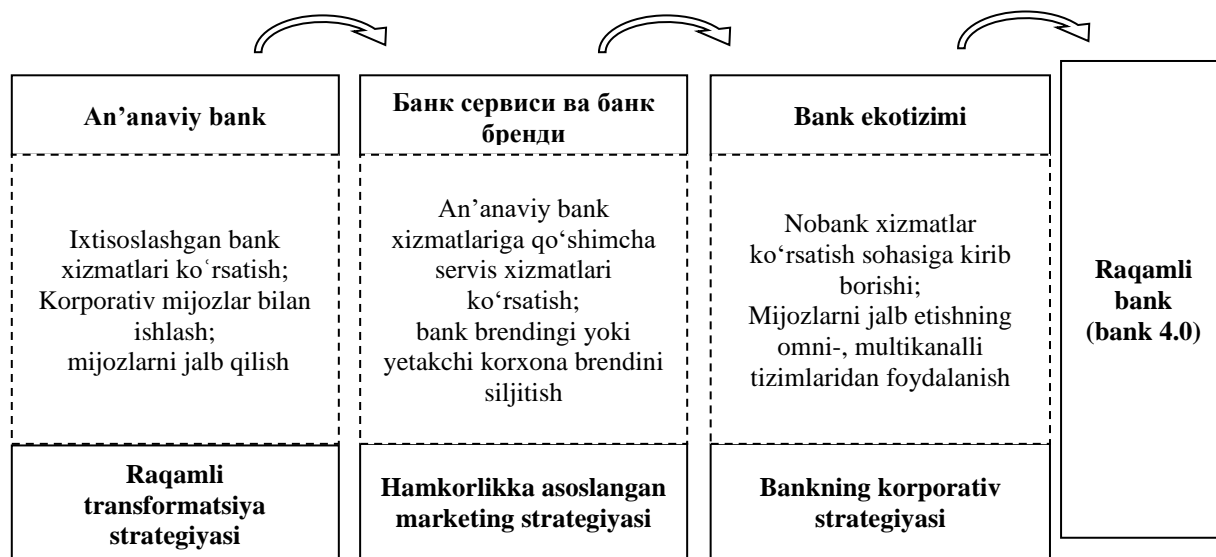 An’anaviy bank
Ixtisoslashgan bank
xizmatlari koʻrsatish;
Korporativ mijozlar bilan
ishlash;
mijozlarni jalb qilish
Raqamli
transformatsiya
strategiyasi
Банк сервиси ва банк
бренди
An’anaviy bank
xizmatlariga qo‘shimcha
servis xizmatlari
ko‘rsatish;
bank brendingi yoki
yetakchi korxona brendini
siljitish
Hamkorlikka asoslangan
marketing strategiyasi
Bank ekotizimi
Nobank xizmatlar
ko‘rsatish sohasiga kirib
borishi;
Mijozlarni jalb etishning
omni-, multikanalli
tizimlaridan foydalanish
Bankning korporativ
strategiyasi
Raqamli
bank
(bank 4.0)